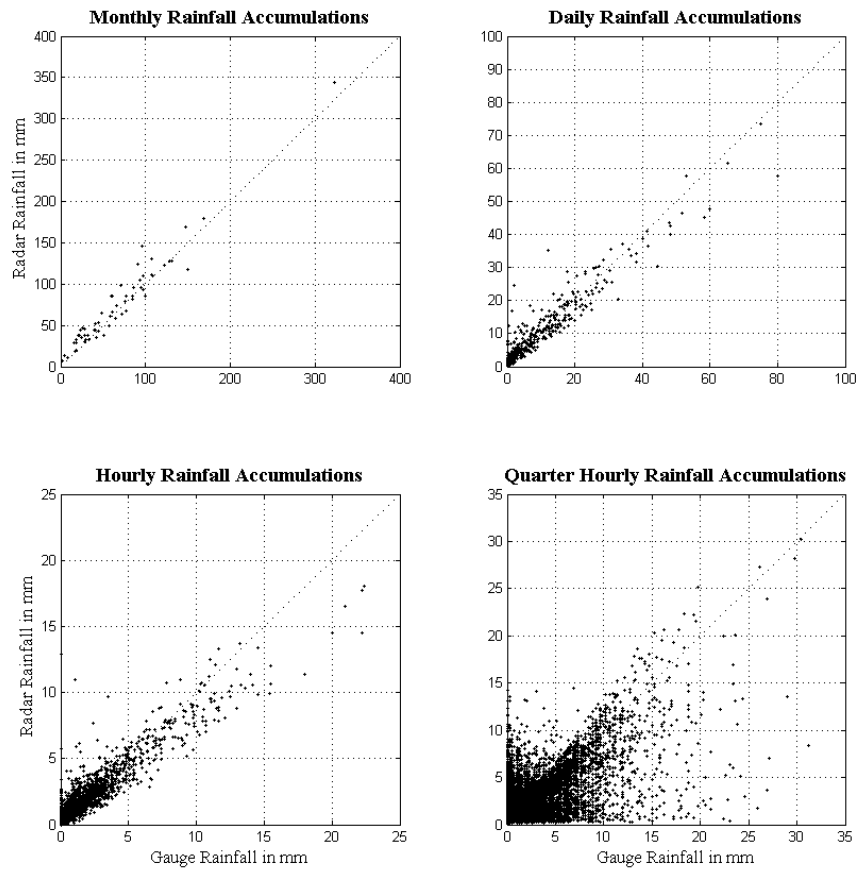 Monthly Rainfall Accumulations
Radar Rainfall in mm
400
350
300
250
200
150
100
50
0
0 100 200 300 400
Daily Rainfall Accumulations
100
90
80
70
60
50
40
30
20
10
0
0 20 40 60 80 100
Hourly Rainfall Accumulations
Radar Rainfall in mm
25
20
15
10
5
0
0 5 10 15 20 25
Gauge Rainfall in mm
Quarter Hourly Rainfall Accumulations
35
30
25
20
15
10
5
0
0 5 10 15 20 25 30 35
Gauge Rainfall in mm